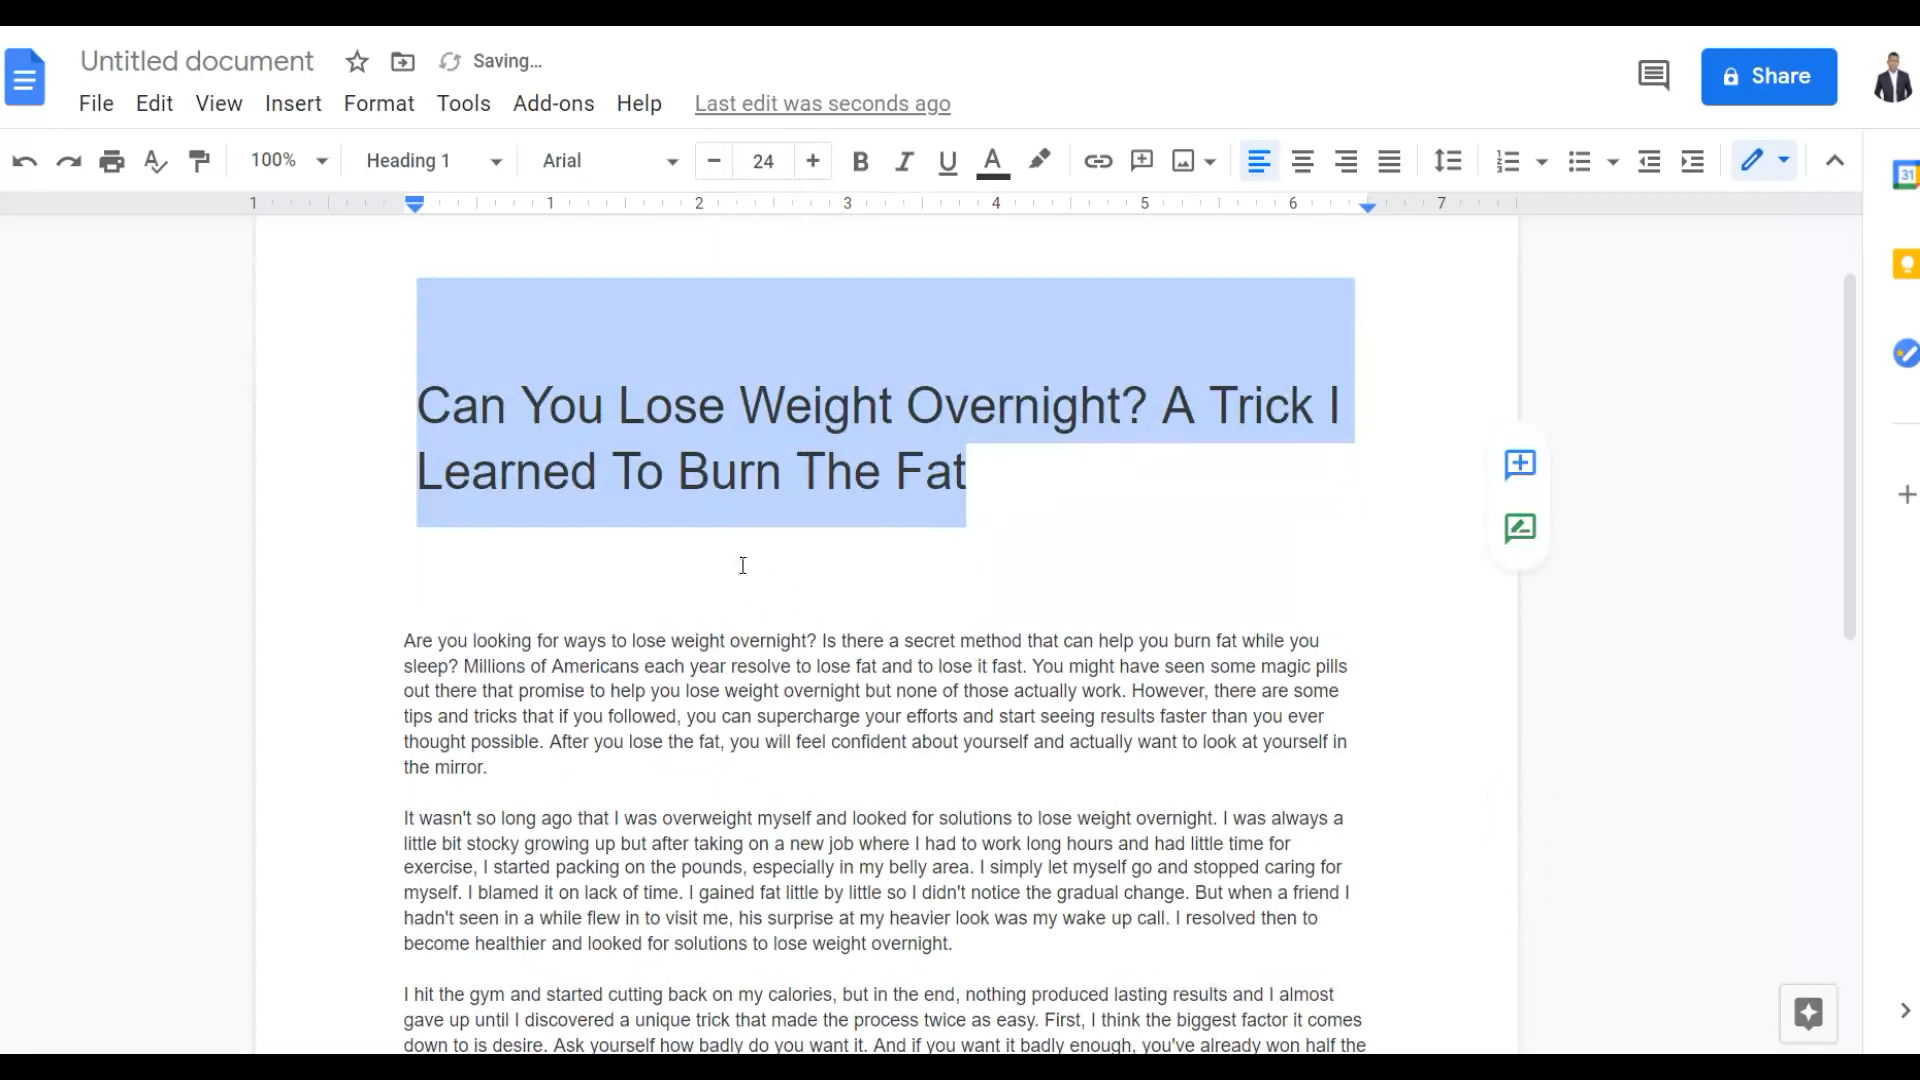 Untitled document Saving...
File Edit View Insert Format Tools Add-ons Help Last edit was seconds ago Share
100% Heading 1 Arial 24 B I U A
1 1 2 3 4 5 6 7
31
Can You Lose Weight Overnight? A Trick I
Learned To Burn The Fat
Are you looking for ways to lose weight overnight? Is there a secret method that can help you burn fat while you
sleep? Millions of Americans each year resolve to lose fat and to lose it fast. You might have seen some magic pills
out there that promise to help you lose weight overnight but none of those actually work. However, there are some
tips and tricks that if you followed, you can supercharge your efforts and start seeing results faster than you ever
thought possible. After you lose the fat, you will feel confident about yourself and actually want to look at yourself in
the mirror.
It wasn't so long ago that I was overweight myself and looked for solutions to lose weight overnight. I was always a
little bit stocky growing up but after taking on a new job where I had to work long hours and had little time for
exercise, I started packing on the pounds, especially in my belly area. I simply let myself go and stopped caring for
myself. I blamed it on lack of time. I gained fat little by little so I didn't notice the gradual change. But when a friend I
hadn't seen in a while flew in to visit me, his surprise at my heavier look was my wake up call. I resolved then to
become healthier and looked for solutions to lose weight overnight.
I hit the gym and started cutting back on my calories, but in the end, nothing produced lasting results and I almost
gave up until I discovered a unique trick that made the process twice as easy. First, I think the biggest factor it comes
down to is desire. Ask yourself how badly do you want it. And if you want it badly enough, you've already won half the